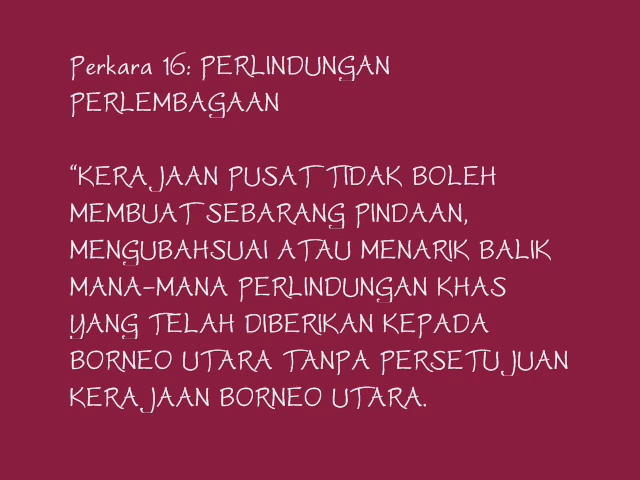 Perkara 16: PERLINDUNGAN
PERLEMBAGAAN
“KERAJAAN PUSAT TIDAK BOLEH
MEMBUAT SEBARANG PINDAAN,
MENGUBAHSUAI ATAU MENARIK BALIK
MANA-MANA PERLINDUNGAN KHAS
YANG TELAH DIBERIKAN KEPADA
BORNEO UTARA TANPA PERSETUJUAN
KERAJAAN BORNEO UTARA.